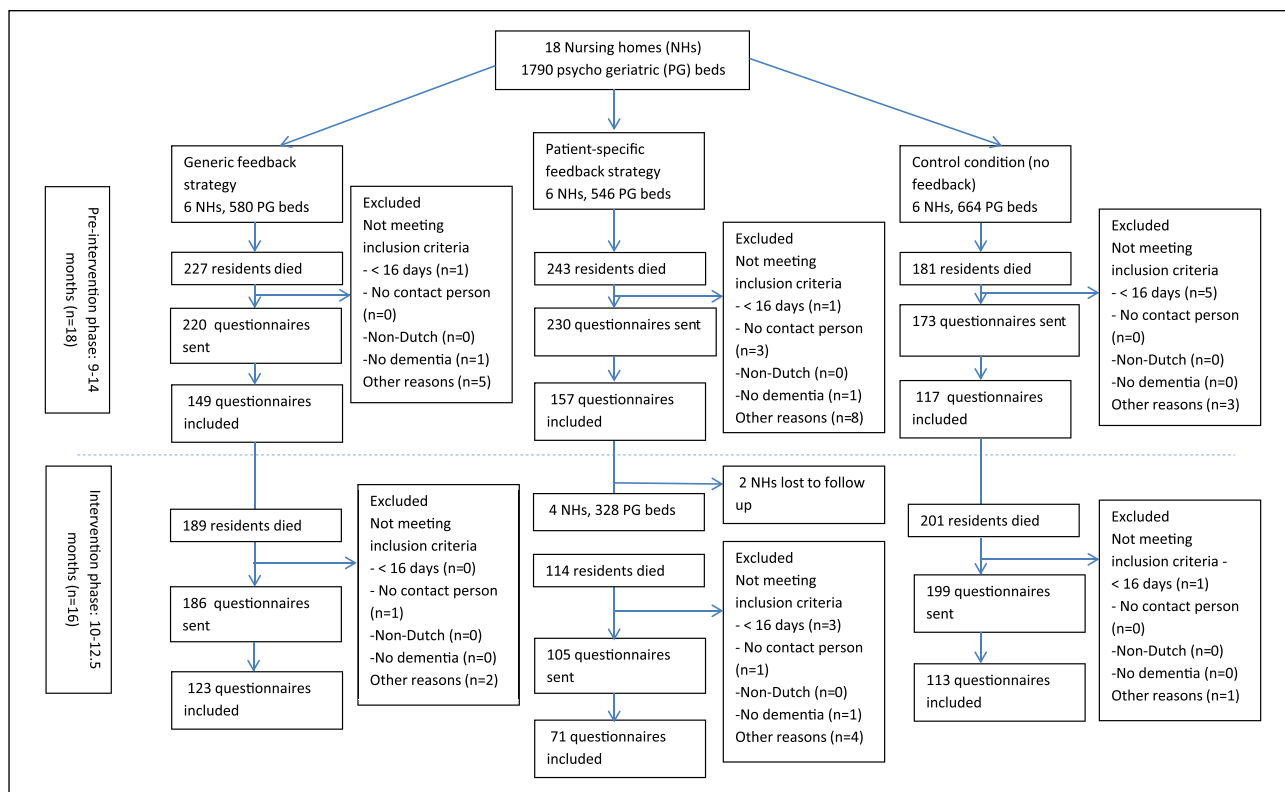 18 Nursing homes (NHs)
1790 psycho geriatric (PG) beds
Generic feedback
strategy
6 NHs, 580 PG beds
Patient-specific
feedback strategy
6 NHs, 546 PG beds
Control condition (no
feedback)
6 NHs, 664 PG beds
Pre-intervention phase: 9-14
months (n=18)
227 residents died
Excluded
Not meeting
inclusion criteria
- < 16 days (n=1)
- No contact person
(n=0)
-Non-Dutch (n=0)
-No dementia (n=1)
Other reasons (n=5)
220 questionnaires
sent
149 questionnaires
included
243 residents died
Excluded
Not meeting
inclusion criteria
- < 16 days (n=1)
- No contact person
(n=3)
-Non-Dutch (n=0)
-No dementia (n=1)
Other reasons (n=8)
230 questionnaires sent
157 questionnaires
included
181 residents died
Excluded
Not meeting
inclusion criteria
- < 16 days (n=5)
- No contact person
(n=0)
-Non-Dutch (n=0)
-No dementia (n=0)
Other reasons (n=3)
173 questionnaires sent
117 questionnaires
included
Intervention phase: 10-12.5
months (n=16)
189 residents died
Excluded
Not meeting
inclusion criteria
- < 16 days (n=0)
- No contact person
(n=1)
-Non-Dutch (n=0)
-No dementia (n=0)
Other reasons (n=2)
186 questionnaires
sent
123 questionnaires
included
2 NHs lost to follow
up
4 NHs, 328 PG beds
114 residents died
Excluded
Not meeting
inclusion criteria
- < 16 days (n=3)
- No contact person
(n=1)
-Non-Dutch (n=0)
-No dementia (n=1)
Other reasons (n=4)
105 questionnaires
sent
71 questionnaires
included
201 residents died
Excluded
Not meeting
inclusion criteria -
< 16 days (n=1)
- No contact person
(n=0)
-Non-Dutch (n=0)
-No dementia (n=0)
Other reasons (n=1)
199 questionnaires
sent
113 questionnaires
included